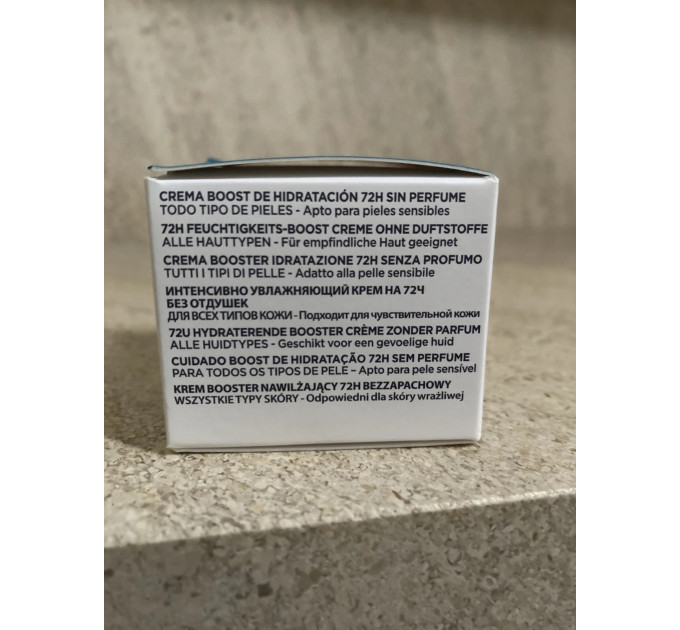 CREMA BOOST DE HIDRATACIÓN 72H SIN PERFUME
TODO TIPO DE PIELES - Apto para pieles sensibles
72H FEUCHTIGKEITS-BOOST CREME OHNE DUFTSTOFFE
ALLE HAUTTYPEN - Für empfindliche Haut geeignet
CREMA BOOSTER IDRATAZIONE 72H SENZA PROFUMO
TUTTI I TIPI DI PELLE - Adatto alla pelle sensibile
ИНТЕНСИВНО УВЛАЖНЯЮЩИЙ КРЕМ НА 72Ч
БЕЗ ОТДУШЕК
ДЛЯ ВСЕХ ТИПОВ КОЖИ - Подходит для чувствительной кожи
72U HYDRATERENDE BOOSTER CRÈME ZONDER PARFUM
ALLE HUIDTYPES - Geschikt voor een gevoelige huid
CUIDADO BOOST DE HIDRATAÇÃO 72H SEM PERFUME
PARA TODOS OS TIPOS DE PELE – Apto para pele sensível
KREM BOOSTER NAWILŻAJĄCY 72H BEZZAPACHOWY
WSZYSTKIE TYPY SKÓRY - Odpowiedni dla skóry wrażliwej